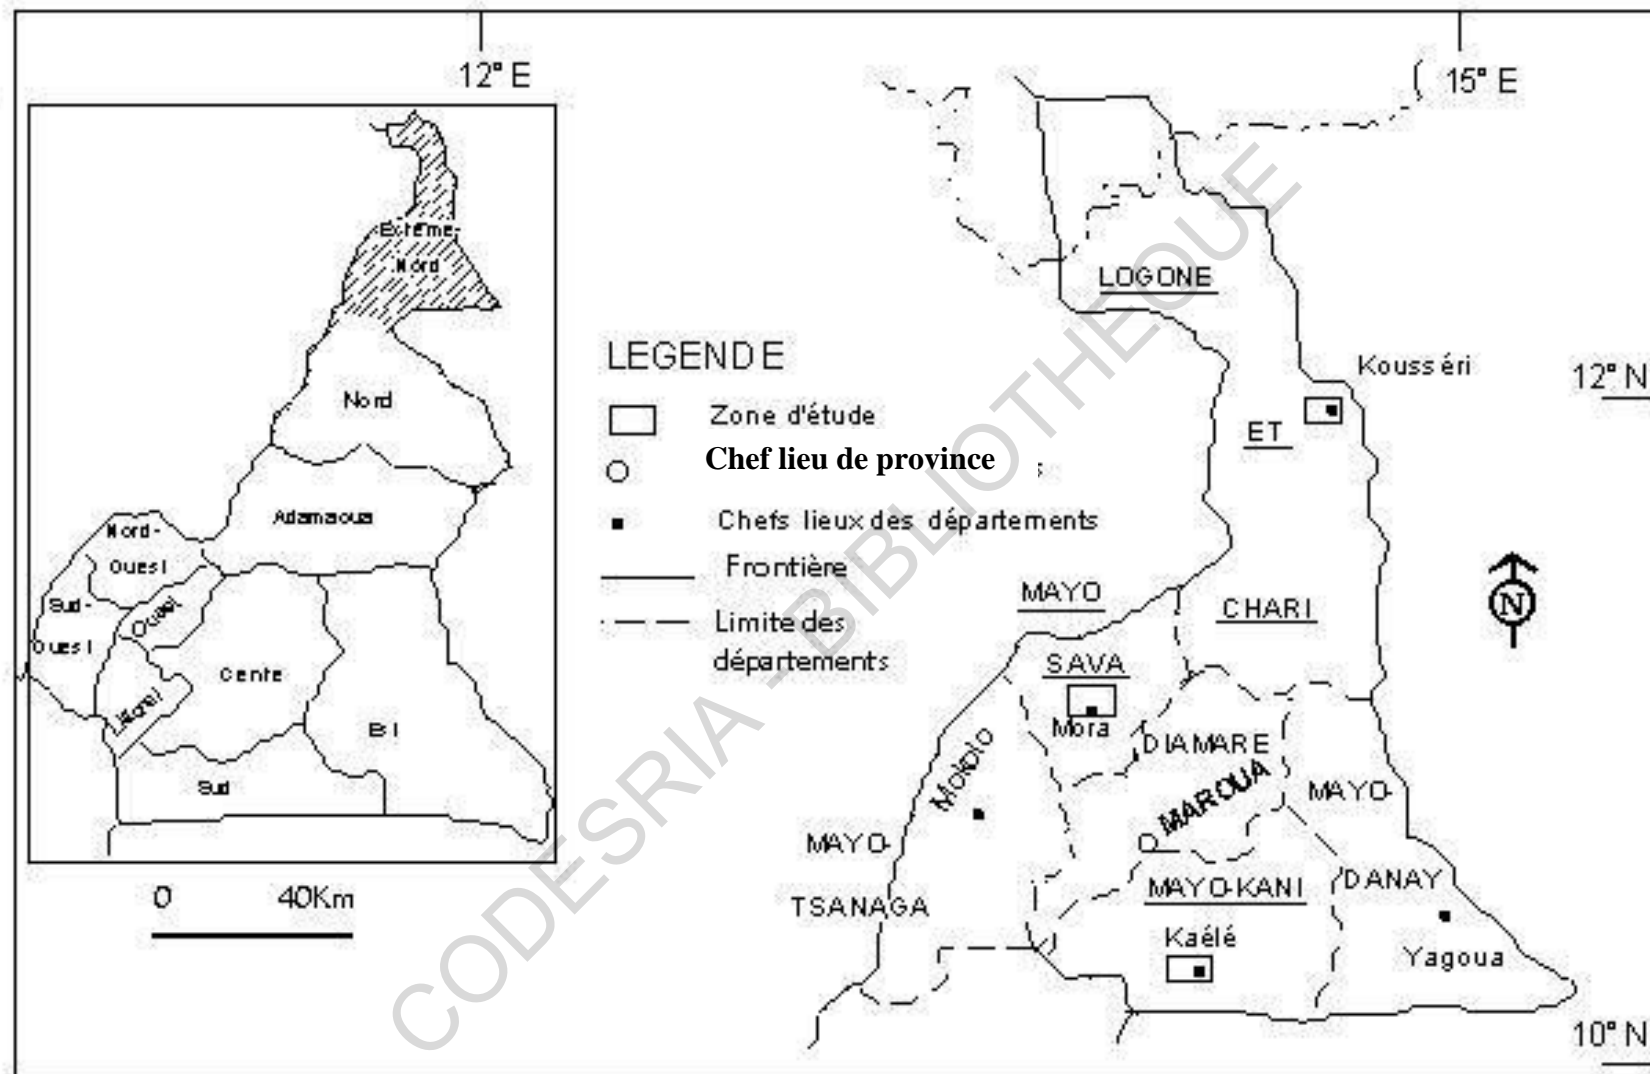 12° E
15° E
Extrême-
Nord
Nord
Adamaoua
Nord-
Ouest
Sud-
Ouest
Ouest
Cente
Est
Sud
0 40Km
LEGENDE
Zone d'étude
Chef lieu de province
Chefs lieux des départements
Frontière
Limite des
départements
LOGONE
Kousséri
12° N
ET
MAYO
CHARI
SAVA
Mora
DIAMARE
Mokolo
MAROUA
MAYO-
MAYO-
TSANAGA
MAYO-KANI
DANAY
Kaélé
Yagoua
10° N
N
CODESRIA - BIBLIOTHEQUE